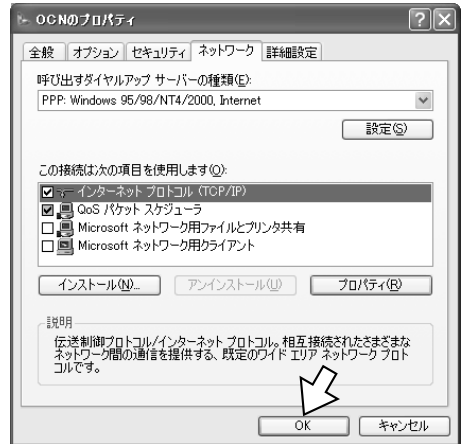 OCNのプロパティ
全般 オプション セキュリティ ネットワーク 詳細設定
呼び出すダイヤルアップ サーバーの種類(E):
PPP: Windows 95/98/NT4/2000, Internet
設定(S)
この接続は次の項目を使用します(O):
インターネット プロトコル (TCP/IP)
QoS パケット スケジューラ
Microsoft ネットワーク用ファイルとプリンタ共有
Microsoft ネットワーク用クライアント
インストール(N)... アンインストール(U) プロパティ(R)
説明
伝送制御プロトコル/インターネット プロトコル。相互接続されたさまざまな
ネットワーク間の通信を提供する、既定のワイド エリア ネットワーク プロト
コルです。
OK キャンセル